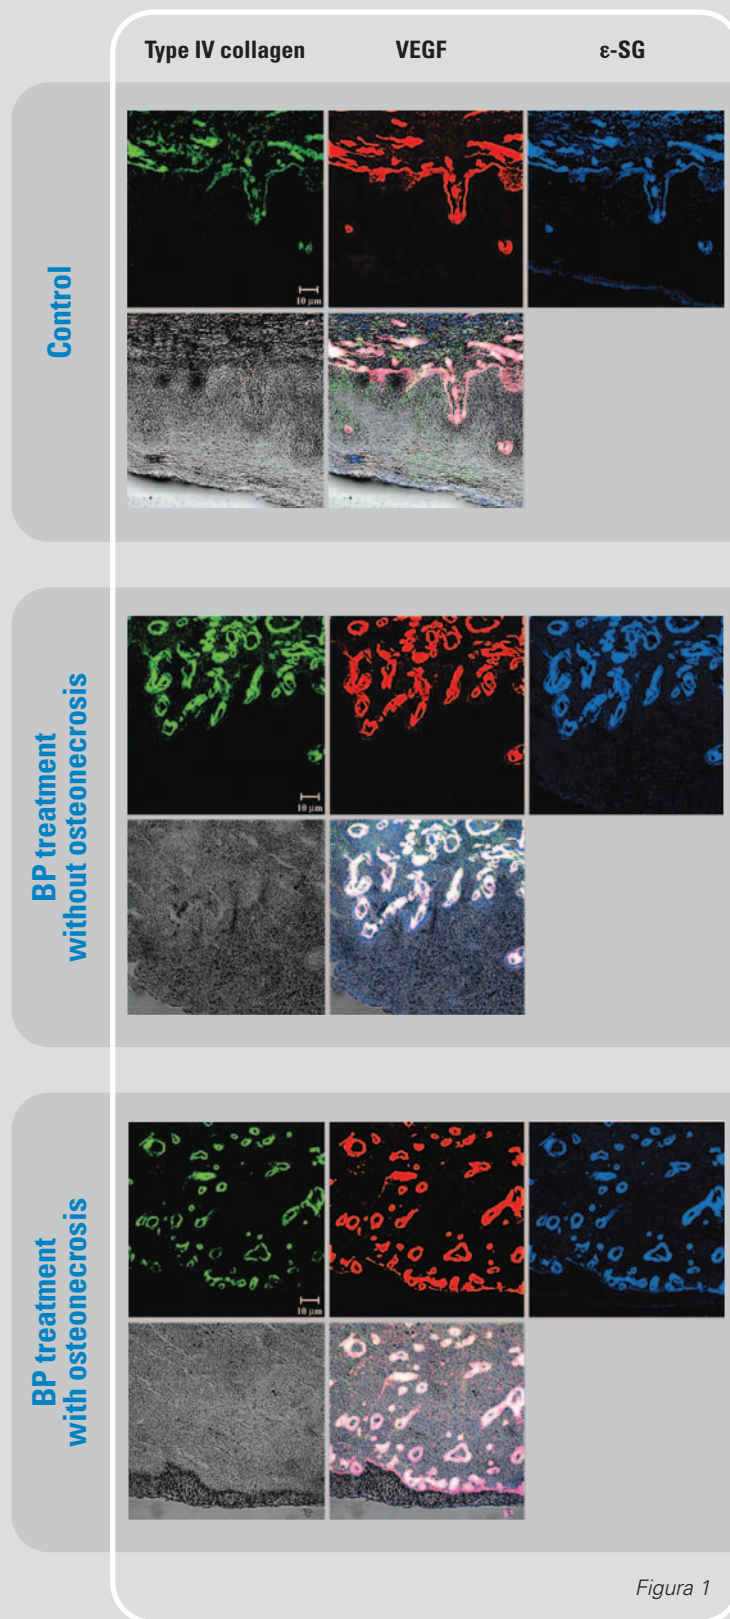 Type IV collagen VEGF ε-SG
Control
10 µm
BP treatment
without osteonecrosis
10 µm
BP treatment
with osteonecrosis
10 µm
Figura 1